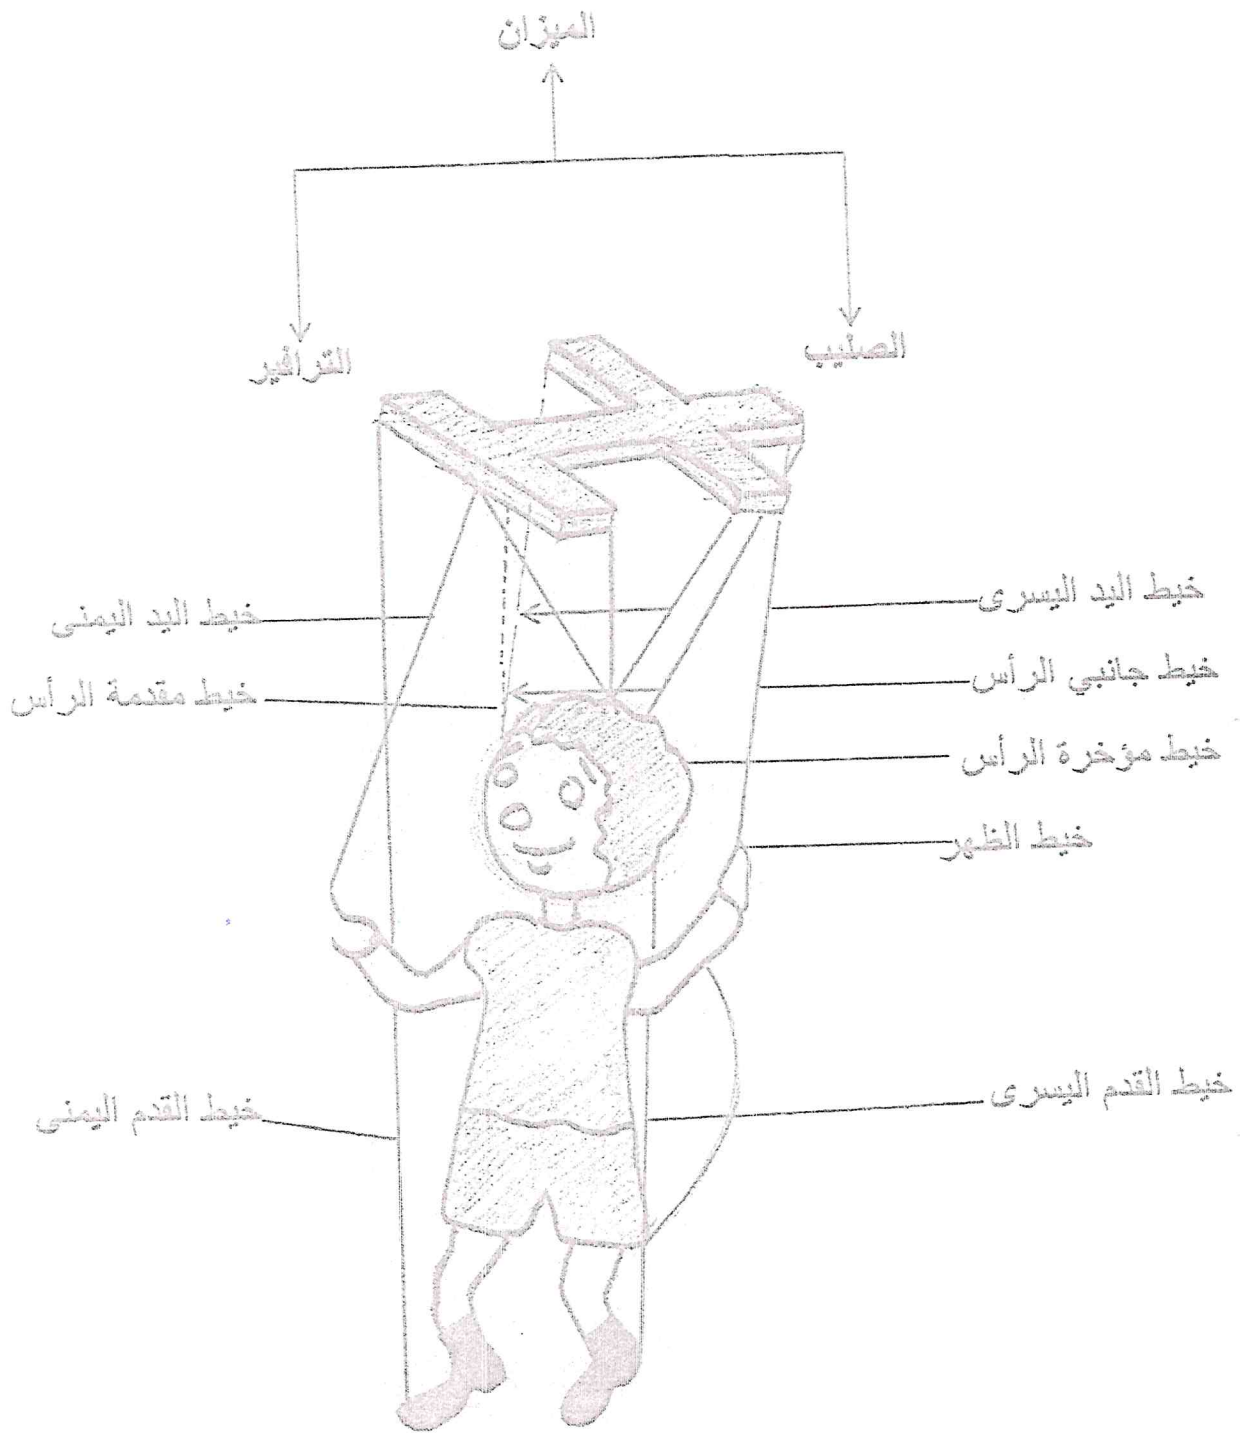 الميزان
الصليب
الترافير
خيط اليد اليسرى
خيط اليد اليمنى
خيط جانبي الرأس
خيط مقدمة الرأس
خيط مؤخرة الرأس
خيط الظهر
خيط القدم اليسرى
خيط القدم اليمنى